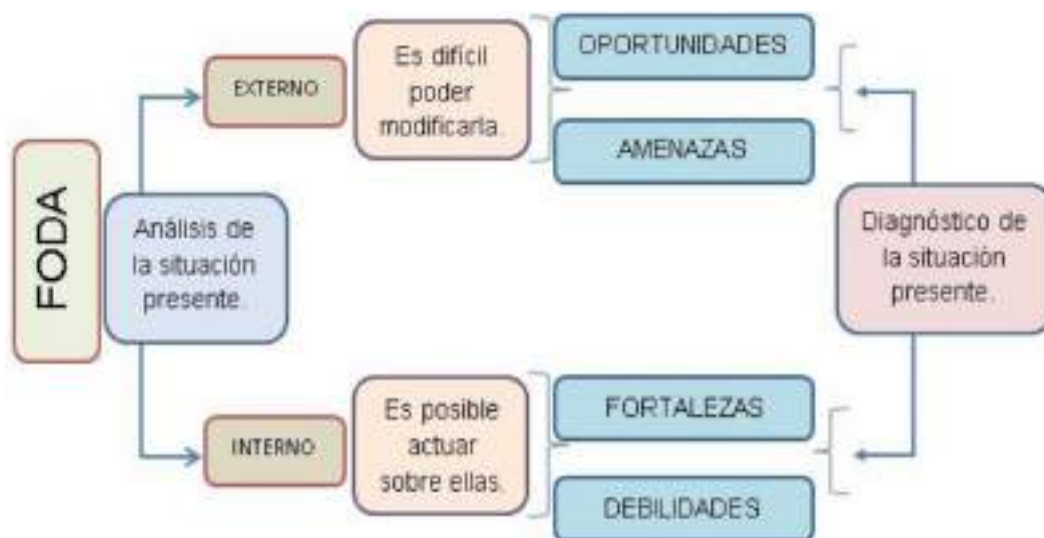 FODA
Análisis de
la situación
presente.
EXTERNO
Es difícil
poder
modificarla.
OPORTUNIDADES
AMENAZAS
INTERNO
Es posible
actuar
sobre ellas.
FORTALEZAS
DEBILIDADES
Diagnóstico de
la situación
presente.